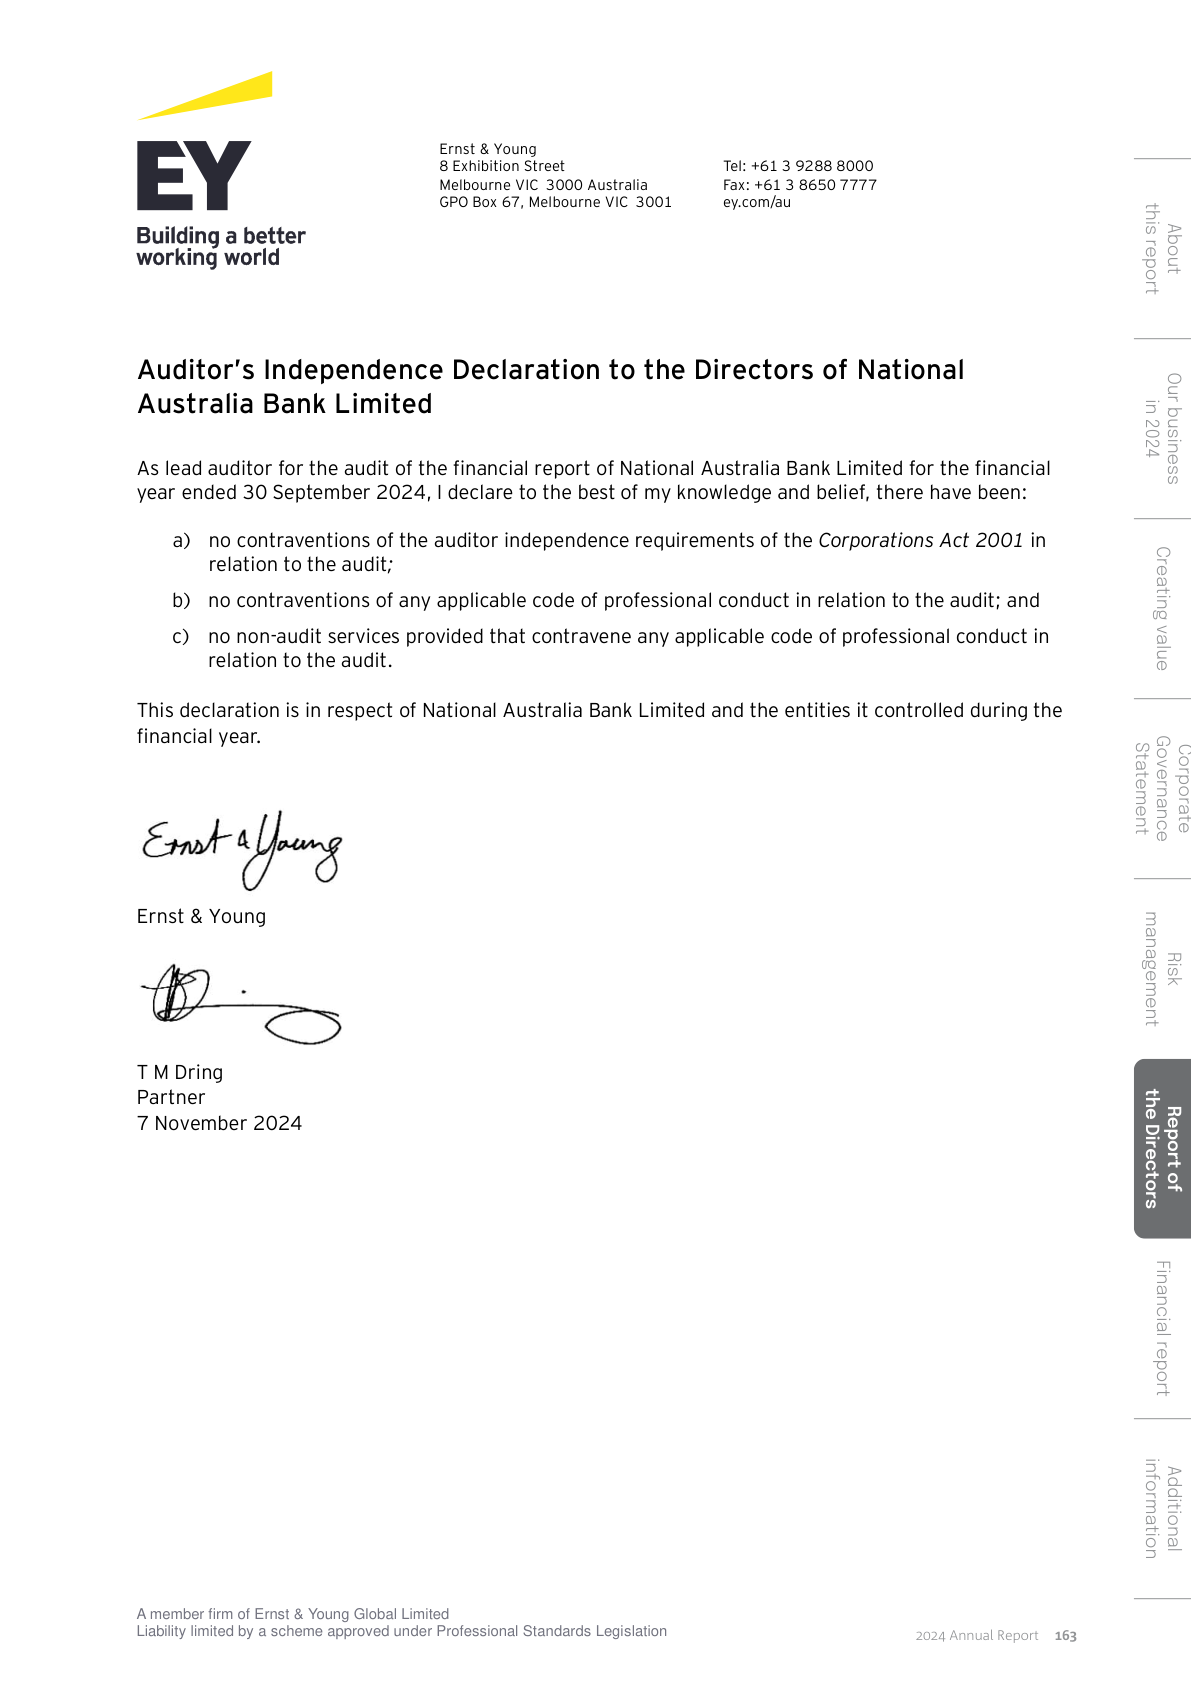 EY
Building a better
working world
Ernst & Young
8 Exhibition Street
Melbourne VIC 3000 Australia
GPO Box 67, Melbourne VIC 3001
Tel: +61 3 9288 8000
Fax: +61 3 8650 7777
ey.com/au
Auditor’s Independence Declaration to the Directors of National
Australia Bank Limited
As lead auditor for the audit of the financial report of National Australia Bank Limited for the financial
year ended 30 September 2024, I declare to the best of my knowledge and belief, there have been:
a) no contraventions of the auditor independence requirements of the Corporations Act 2001 in
relation to the audit;
b) no contraventions of any applicable code of professional conduct in relation to the audit; and
c) no non-audit services provided that contravene any applicable code of professional conduct in
relation to the audit.
This declaration is in respect of National Australia Bank Limited and the entities it controlled during the
financial year.
Ernst & Young
Ernst & Young
T M Dring
Partner
7 November 2024
A member firm of Ernst & Young Global Limited
Liability limited by a scheme approved under Professional Standards Legislation
2024 Annual Report 163
About
this report
Our business
in 2024
Creating value
Corporate
Governance
Statement
Risk
management
Report of
the Directors
Financial report
Additional
information